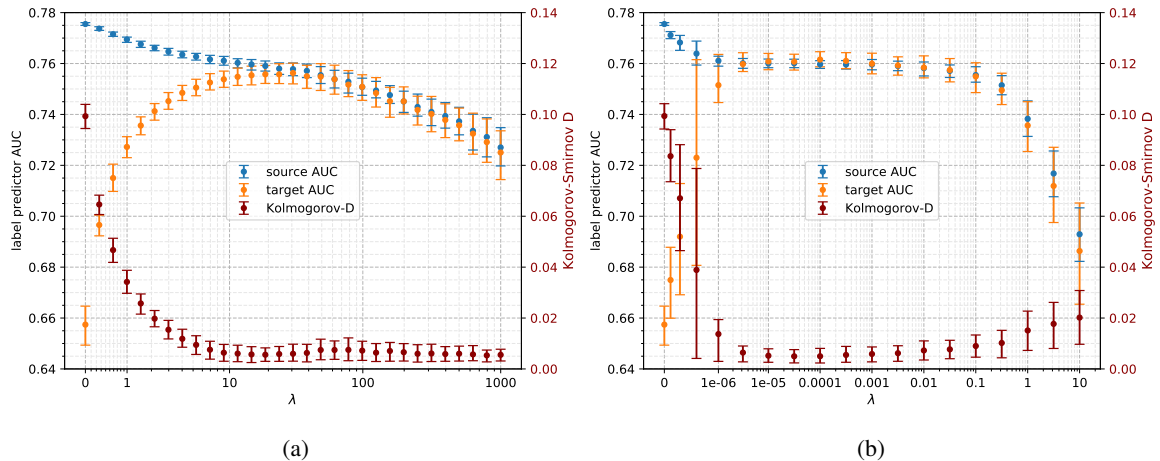 0.78
0.76
0.74
0.72
0.70
0.68
0.66
0.64
label predictor AUC
0.14
0.12
0.10
0.08
0.06
0.04
0.02
0.00
Kolmogorov-Smirnov D
source AUC
target AUC
Kolmogorov-D
0 1 10 100 1000
λ
(a)
0.78
0.76
0.74
0.72
0.70
0.68
0.66
0.64
label predictor AUC
0.14
0.12
0.10
0.08
0.06
0.04
0.02
0.00
Kolmogorov-Smirnov D
source AUC
target AUC
Kolmogorov-D
0 1e-06 1e-05 0.0001 0.001 0.01 0.1 1 10
λ
(b)